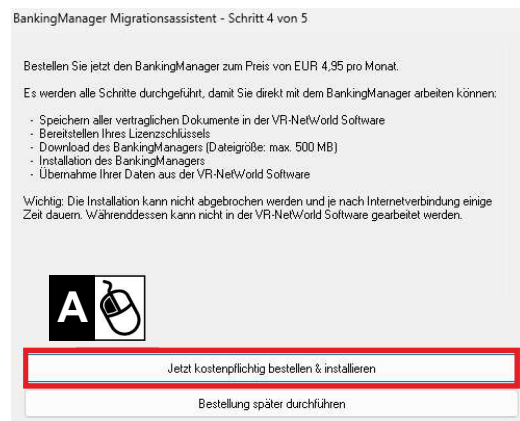 BankingManager Migrationsassistent - Schritt 4 von 5
Bestellen Sie jetzt den BankingManager zum Preis von EUR 4,95 pro Monat.
Es werden alle Schritte durchgeführt, damit Sie direkt mit dem BankingManager arbeiten können:
- Speichern aller vertraglichen Dokumente in der VR-NetWorld Software
- Bereitstellen Ihres Lizenzschlüssels
- Download des BankingManagers (Dateigröße: max. 500 MB)
- Installation des BankingManagers
- Übernahme Ihrer Daten aus der VR-NetWorld Software
Wichtig: Die Installation kann nicht abgebrochen werden und je nach Internetverbindung einige
Zeit dauern. Währenddessen kann nicht in der VR-NetWorld Software gearbeitet werden.
A
Jetzt kostenpflichtig bestellen & installieren
Bestellung später durchführen